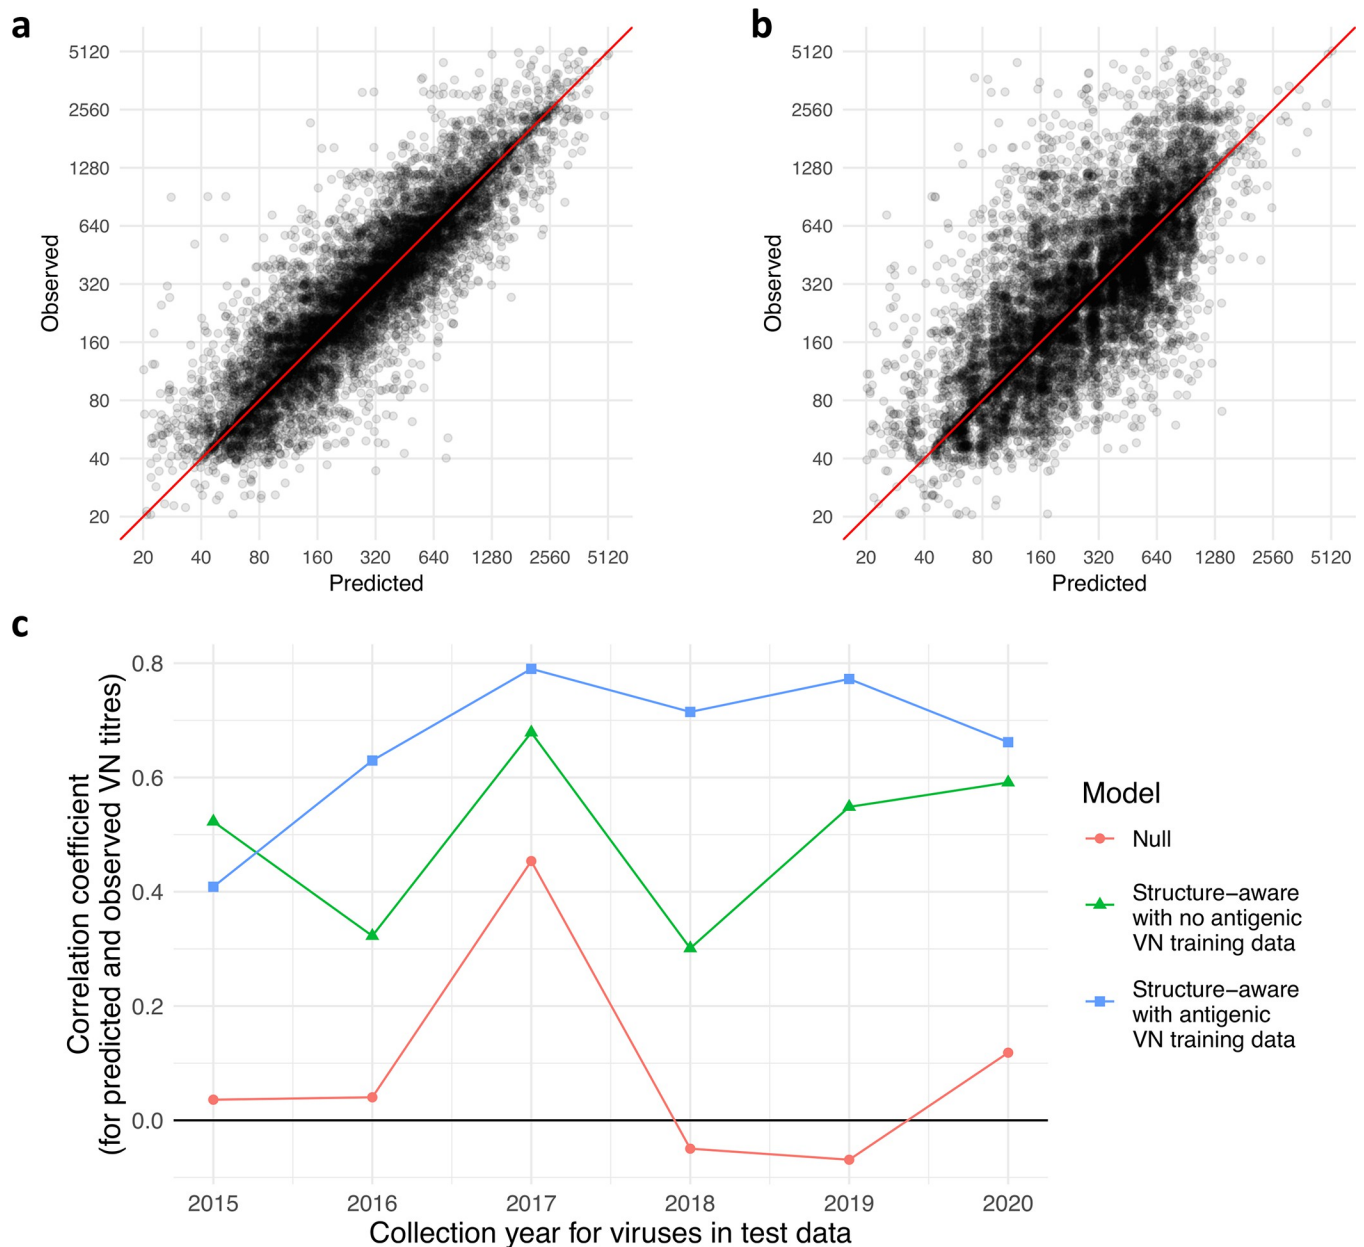 a
5120
2560
1280
640
320
160
80
40
20
Observed
20 40 80 160 320 640 1280 2560 5120
Predicted
b
5120
2560
1280
640
320
160
80
40
20
Observed
20 40 80 160 320 640 1280 2560 5120
Predicted
c
Correlation coefficient
(for predicted and observed VN titres)
0.8
0.6
0.4
0.2
0.0
2015 2016 2017 2018 2019 2020
Collection year for viruses in test data
Model
Null
Structure−aware
with no antigenic
VN training data
Structure−aware
with antigenic
VN training data